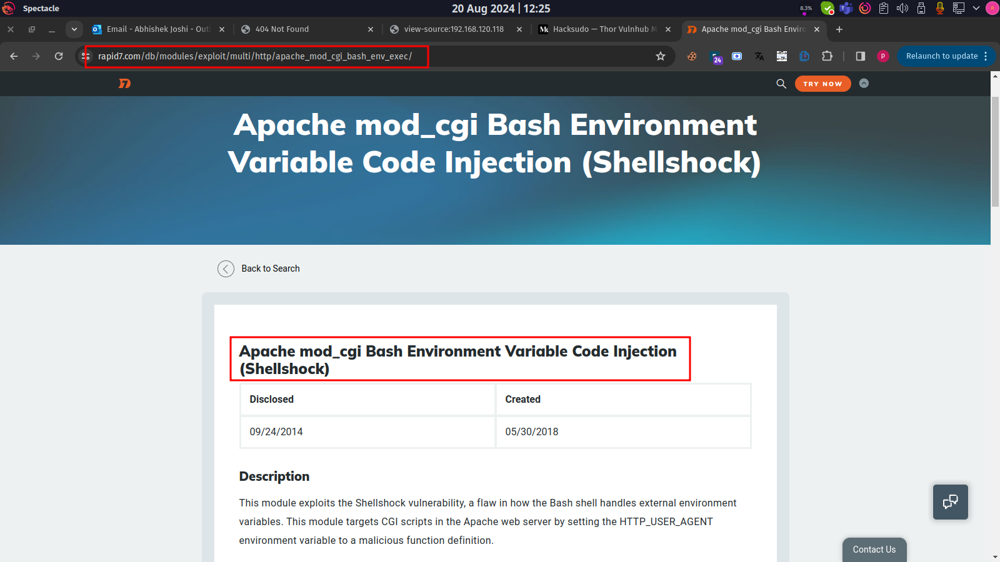 Spectacle
20 Aug 2024 | 12:25
8.3%
Email - Abhishek Joshi - Out
404 Not Found
view-source:192.168.120.118
Hacksudo — Thor Vulnhub M
Apache mod_cgi Bash Enviro
rapid7.com/db/modules/exploit/multi/http/apache_mod_cgi_bash_env_exec/
24
P
Relaunch to update
TRY NOW
Apache mod_cgi Bash Environment
Variable Code Injection (Shellshock)
Back to Search
Apache mod_cgi Bash Environment Variable Code Injection
(Shellshock)
Disclosed
Created
09/24/2014
05/30/2018
Description
This module exploits the Shellshock vulnerability, a flaw in how the Bash shell handles external environment
variables. This module targets CGI scripts in the Apache web server by setting the HTTP_USER_AGENT
environment variable to a malicious function definition.
Contact Us